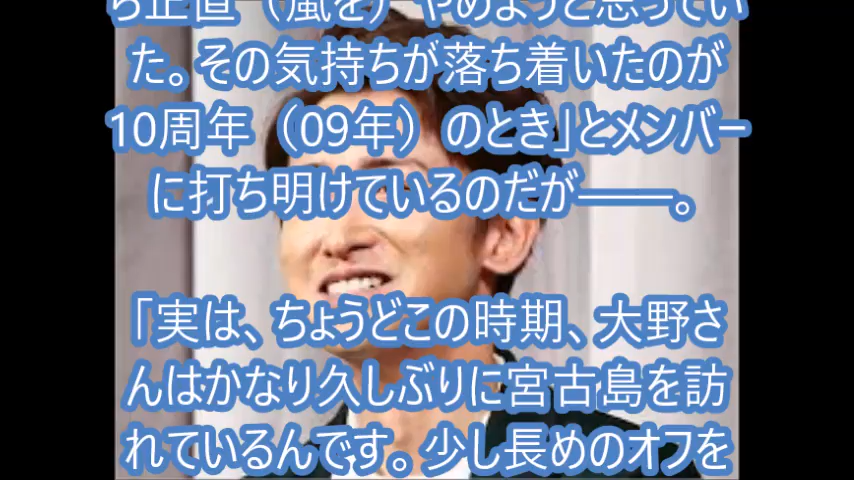 ら正直（嵐を）やめようと思ってい
た。その気持ちが落ち着いたのが
10周年（09年）のとき」とメンバー
に打ち明けているのだが――。
「実は、ちょうどこの時期、大野さ
んはかなり久しぶりに宮古島を訪
れているんです。少し長めのオフを